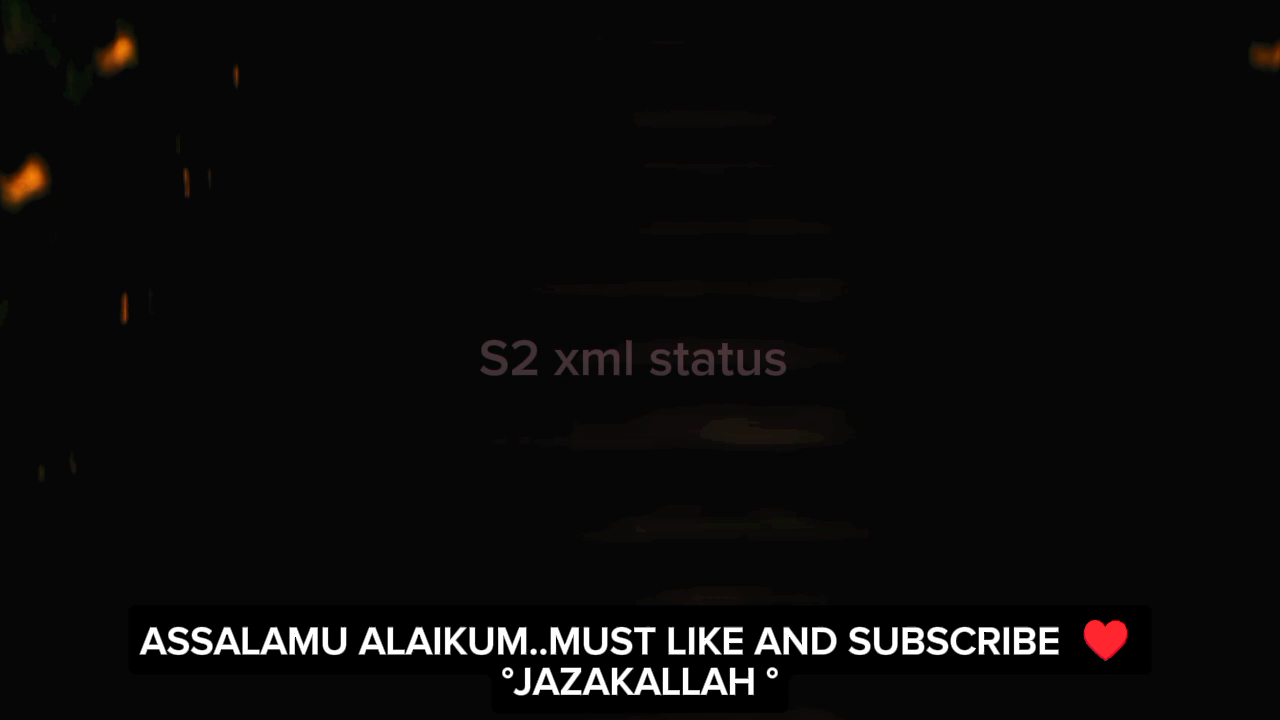 S2 xml status
ASSALAMU ALAIKUM..MUST LIKE AND SUBSCRIBE ♥️
°JAZAKALLAH °